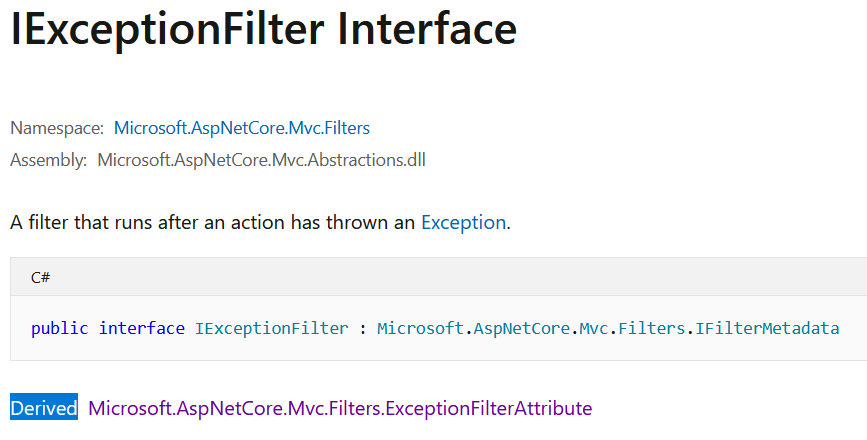 IExceptionFilter Interface
Namespace: Microsoft.AspNetCore.Mvc.Filters
Assembly: Microsoft.AspNetCore.Mvc.Abstractions.dll
A filter that runs after an action has thrown an Exception.
C#
public interface IExceptionFilter : Microsoft.AspNetCore.Mvc.Filters.IFilterMetadata
Derived Microsoft.AspNetCore.Mvc.Filters.ExceptionFilterAttribute